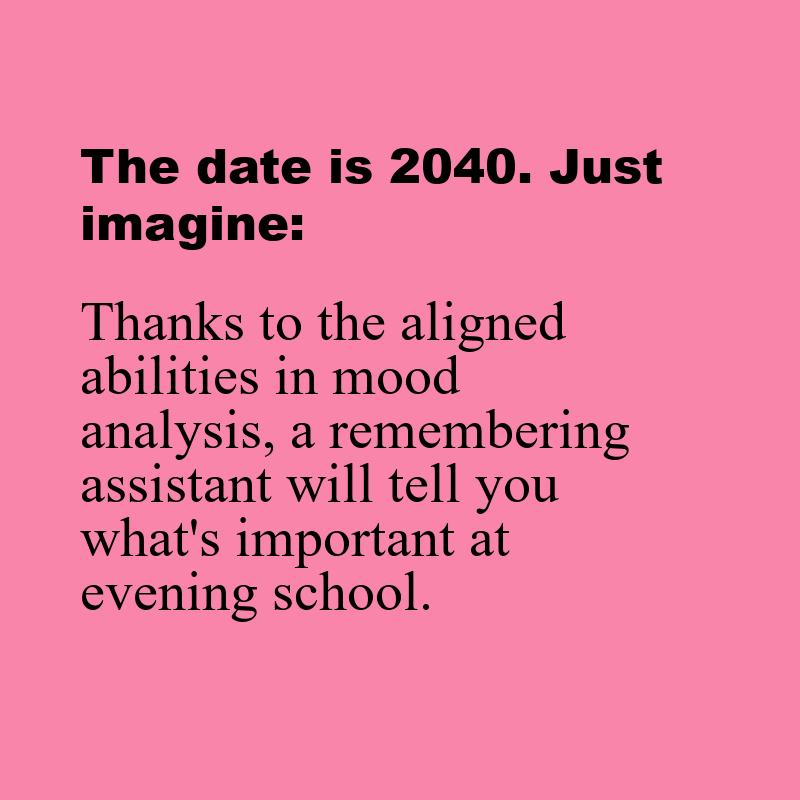 The date is 2040. Just
imagine:
Thanks to the aligned
abilities in mood
analysis, a remembering
assistant will tell you
what's important at
evening school.